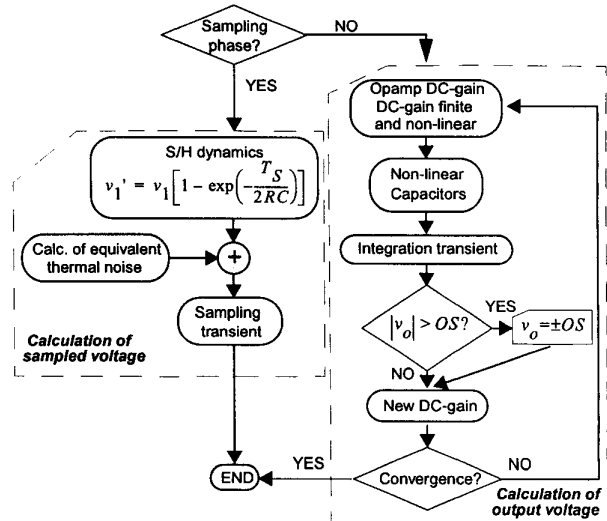 Sampling
phase?
NO
YES
Opamp DC-gain
DC-gain finite
and non-linear
S/H dynamics
v1' = v1[1 − exp(−TS/2RC)]
Non-linear
Capacitors
Calc. of equivalent
thermal noise
+
Integration transient
Sampling
transient
|vo| > OS?
YES
vo=±OS
Calculation of
sampled voltage
NO
New DC-gain
END
YES
Convergence?
NO
Calculation of
output voltage